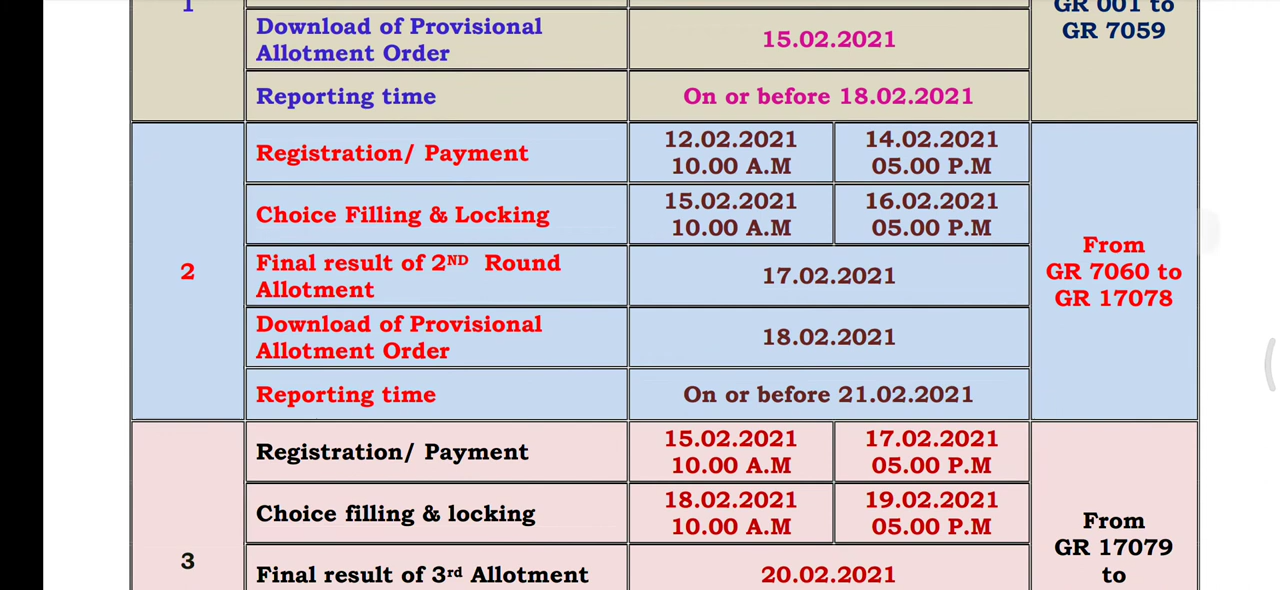 1
GR 001 to
GR 7059
Download of Provisional
Allotment Order
15.02.2021
Reporting time
On or before 18.02.2021
2
Registration/ Payment
12.02.2021
10.00 A.M
14.02.2021
05.00 P.M
Choice Filling & Locking
15.02.2021
10.00 A.M
16.02.2021
05.00 P.M
Final result of 2ND Round
Allotment
17.02.2021
Download of Provisional
Allotment Order
18.02.2021
Reporting time
On or before 21.02.2021
From
GR 7060 to
GR 17078
3
Registration/ Payment
15.02.2021
10.00 A.M
17.02.2021
05.00 P.M
Choice filling & locking
18.02.2021
10.00 A.M
19.02.2021
05.00 P.M
Final result of 3rd Allotment
20.02.2021
From
GR 17079
to